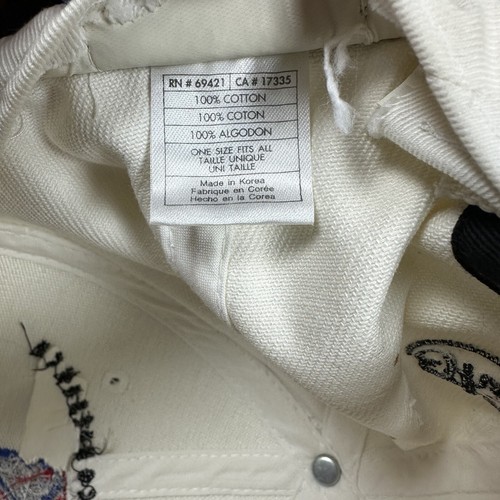 RN # 69421 CA # 17335
100% COTTON
100% COTON
100% ALGODON
ONE SIZE FITS ALL
TAILLE UNIQUE
UNI TAILLE
Made in Korea
Fabrique en Corée
Hecho en la Corea